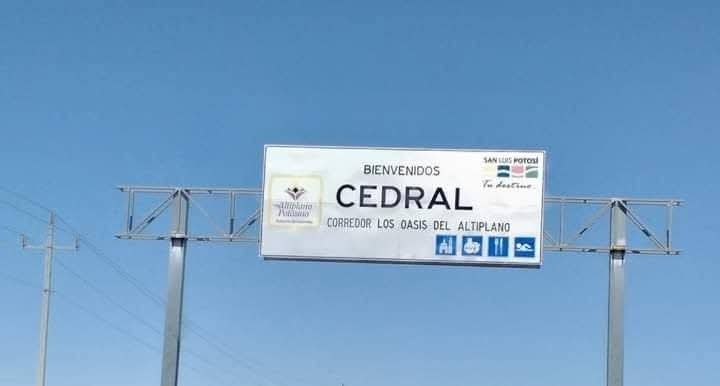 BIENVENIDOS
CEDRAL
CORREDOR LOS OASIS DEL ALTIPLANO
Altiplano
Potosino
SAN LUIS POTOSÍ
Tu destino